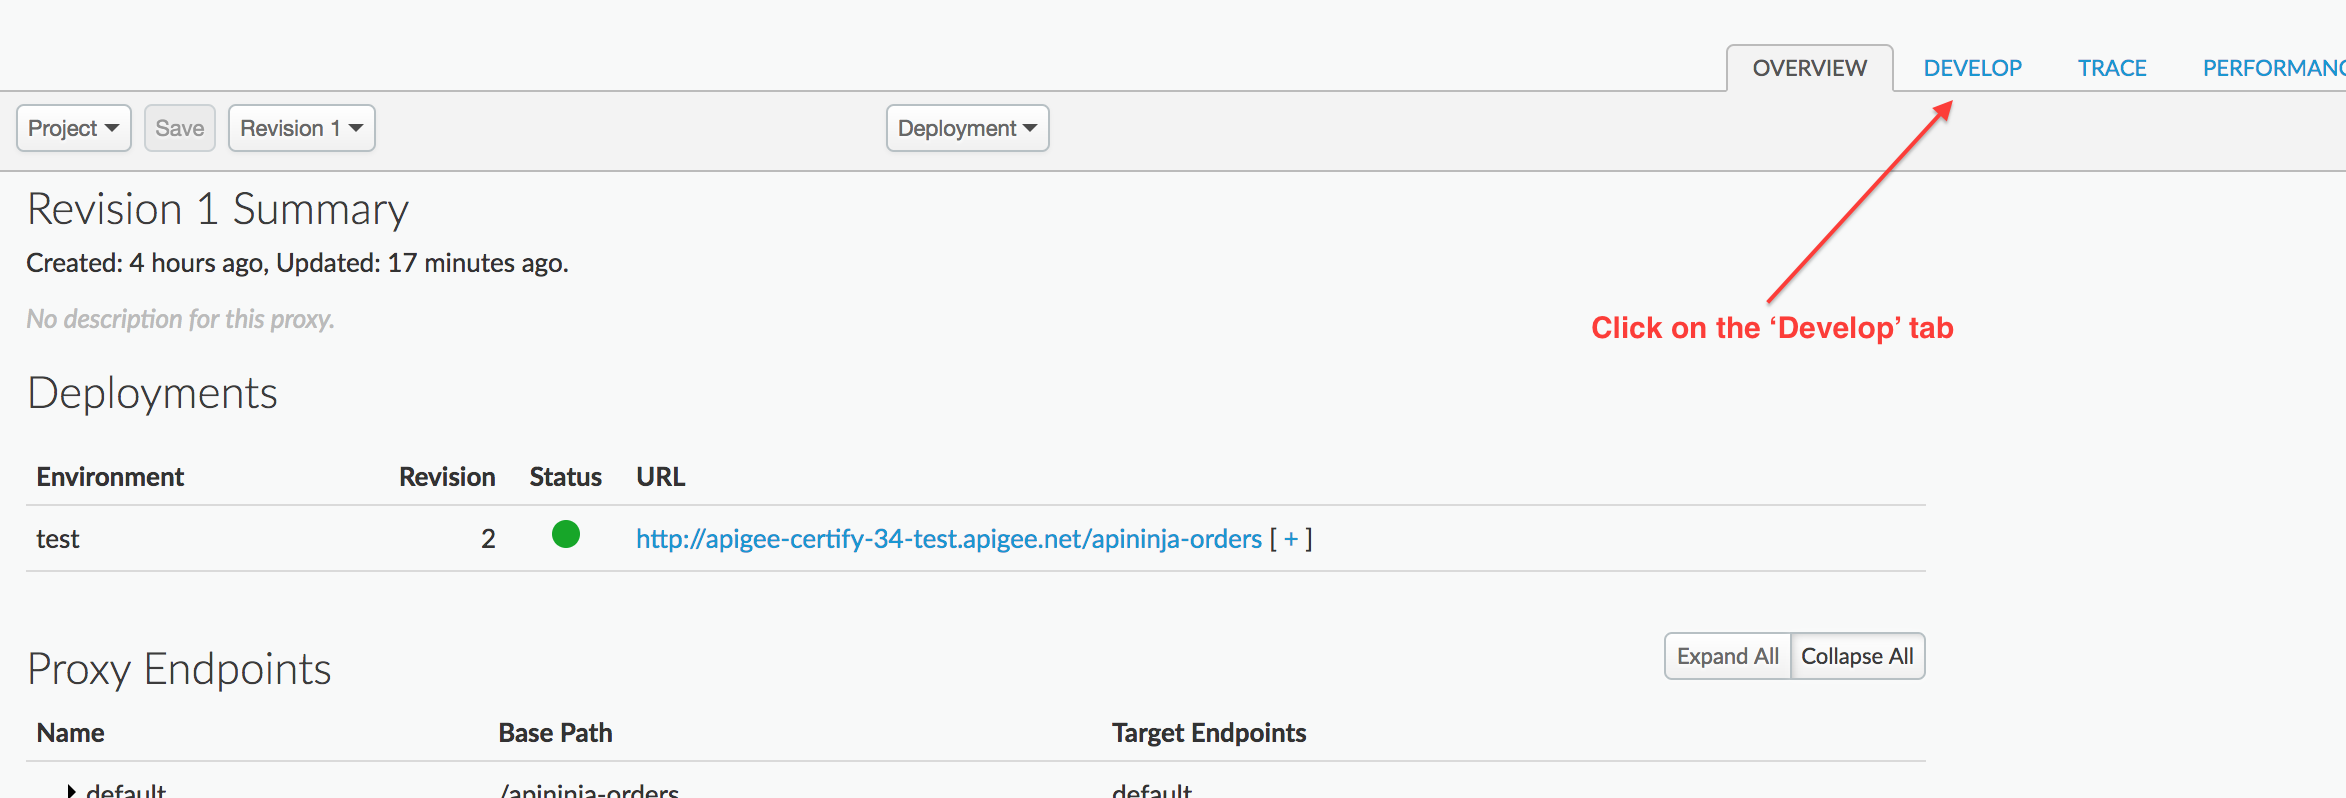 OVERVIEW DEVELOP TRACE PERFORMANC
Project Save Revision 1 Deployment
Revision 1 Summary
Created: 4 hours ago, Updated: 17 minutes ago.
Click on the ‘Develop’ tab
No description for this proxy.
Deployments
Environment Revision Status URL
test 2 http://apigee-certify-34-test.apigee.net/apininja-orders [ + ]
Proxy Endpoints Expand All Collapse All
Name Base Path Target Endpoints
default /apininja-orders default